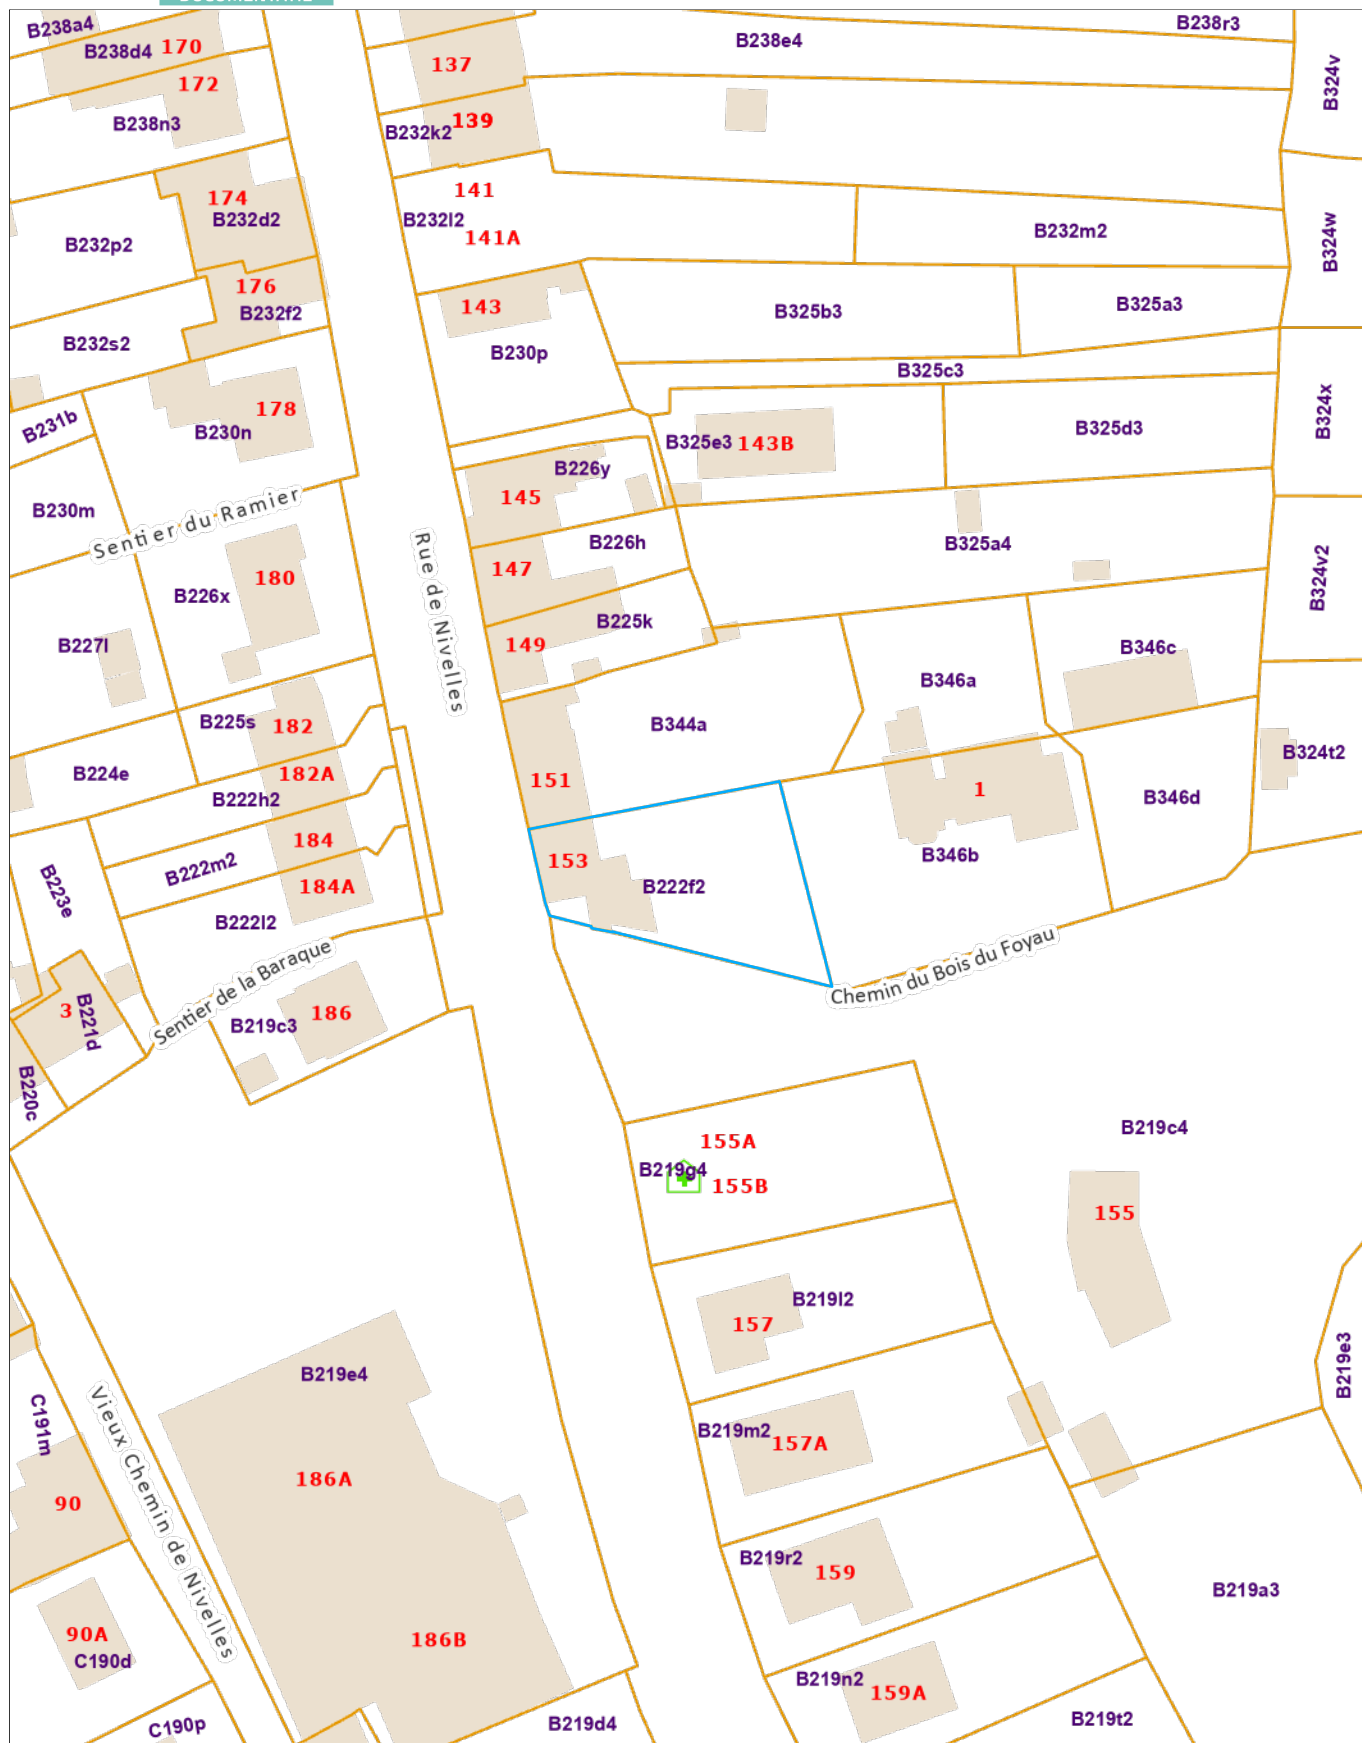 B238a4
B238d4
170
172
B238n3
137
B232k2
139
B238e4
B238r3
B324v
174
B232d2
B232p2
141
B232l2
141A
B232m2
B324w
176
B232f2
B232s2
143
B230p
B325b3
B325a3
B325c3
B324x
178
B230n
B231b
B230m
Sentier du Ramier
B226y
145
B325e3
143B
B325d3
B226h
147
B325a4
B324v2
180
B226x
B227l
Rue de Nivelles
149
B225k
B346a
B346c
B225s
182
B344a
B224e
182A
B222h2
151
1
B346d
B324t2
184
B222m2
184A
B222l2
B223e
153
B222f2
B346b
Sentier de la Baraque
Chemin du Bois du Foyau
3
B221d
B220c
186
B219c3
155A
B219g4
155B
B219c4
155
B219l2
157
B219e4
B219e3
B219m2
157A
C191m
186A
90
Vieux Chemin de Nivelles
B219r2
159
B219a3
90A
C190d
186B
B219n2
159A
C190p
B219d4
B219t2